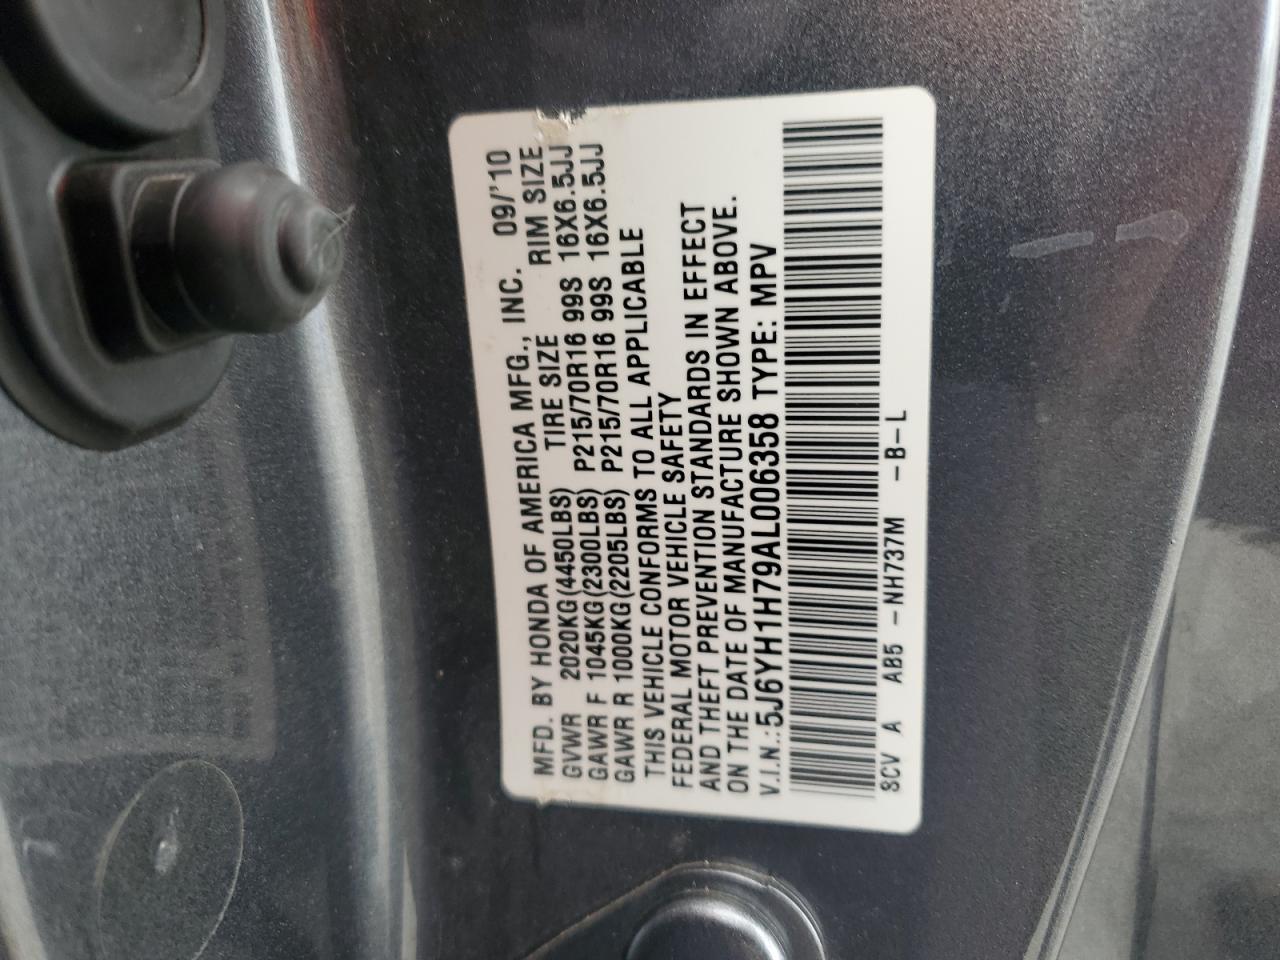 MFD. BY HONDA OF AMERICA MFG., INC. 09/'10
GVWR 2020KG(4450LBS) TIRE SIZE RIM SIZE
GAWR F 1045KG(2300LBS) P215/70R16 99S 16X6.5JJ
GAWR R 1000KG(2205LBS) P215/70R16 99S 16X6.5JJ
THIS VEHICLE CONFORMS TO ALL APPLICABLE
FEDERAL MOTOR VEHICLE SAFETY
AND THEFT PREVENTION STANDARDS IN EFFECT
ON THE DATE OF MANUFACTURE SHOWN ABOVE.
V.I.N.:5J6YH1H79AL006358 TYPE: MPV
8CV A AB5 -NH737M -B-L